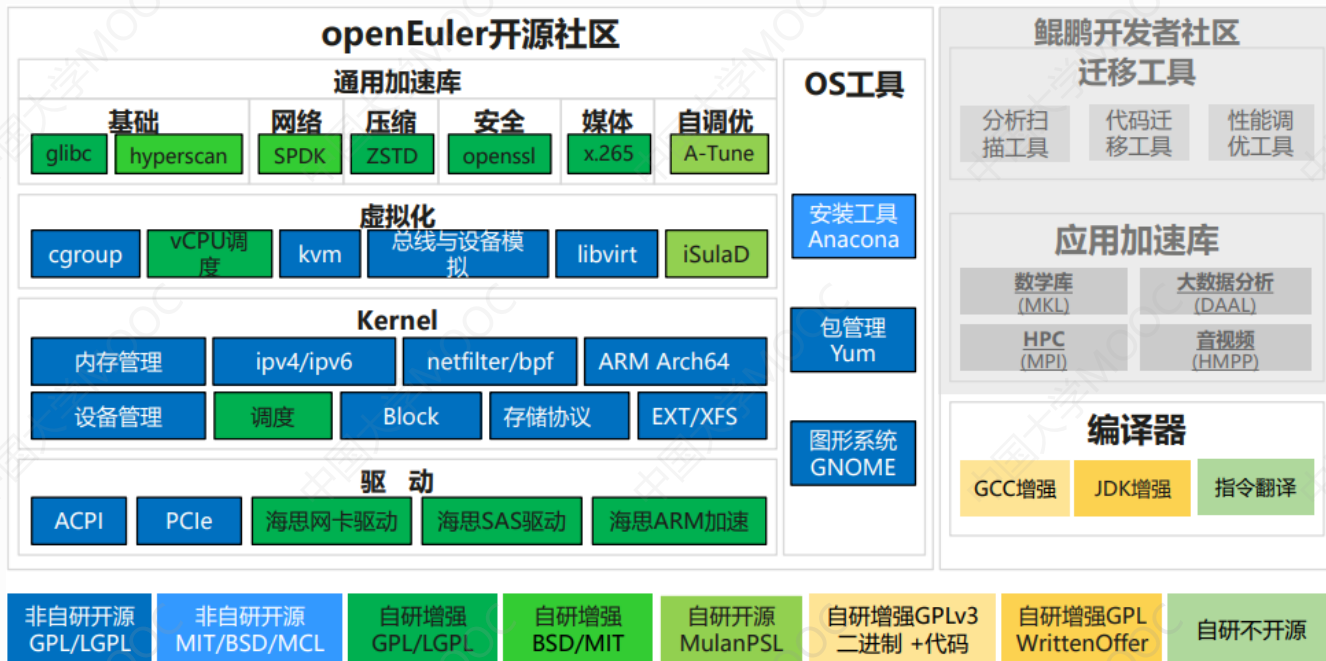 openEuler开源社区
通用加速库
基础 网络 压缩 安全 媒体 自调优
glibc hyperscan SPDK ZSTD openssl x.265 A-Tune
虚拟化
cgroup
vCPU调
度
kvm
总线与设备模
拟
libvirt
iSulaD
Kernel
内存管理 ipv4/ipv6 netfilter/bpf ARM Arch64
设备管理 调度 Block 存储协议 EXT/XFS
驱 动
ACPI PCIe 海思网卡驱动 海思SAS驱动 海思ARM加速
OS工具
安装工具
Anacona
包管理
Yum
图形系统
GNOME
鲲鹏开发者社区
迁移工具
分析扫
描工具
代码迁
移工具
性能调
优工具
应用加速库
数学库
(MKL)
大数据分析
(DAAL)
HPC
(MPI)
音视频
(HMPP)
编译器
GCC增强 JDK增强 指令翻译
非自研开源
GPL/LGPL
非自研开源
MIT/BSD/MCL
自研增强
GPL/LGPL
自研增强
BSD/MIT
自研开源
MulanPSL
自研增强GPLv3
二进制 +代码
自研增强GPL
WrittenOffer
自研不开源
中国大学MOOC